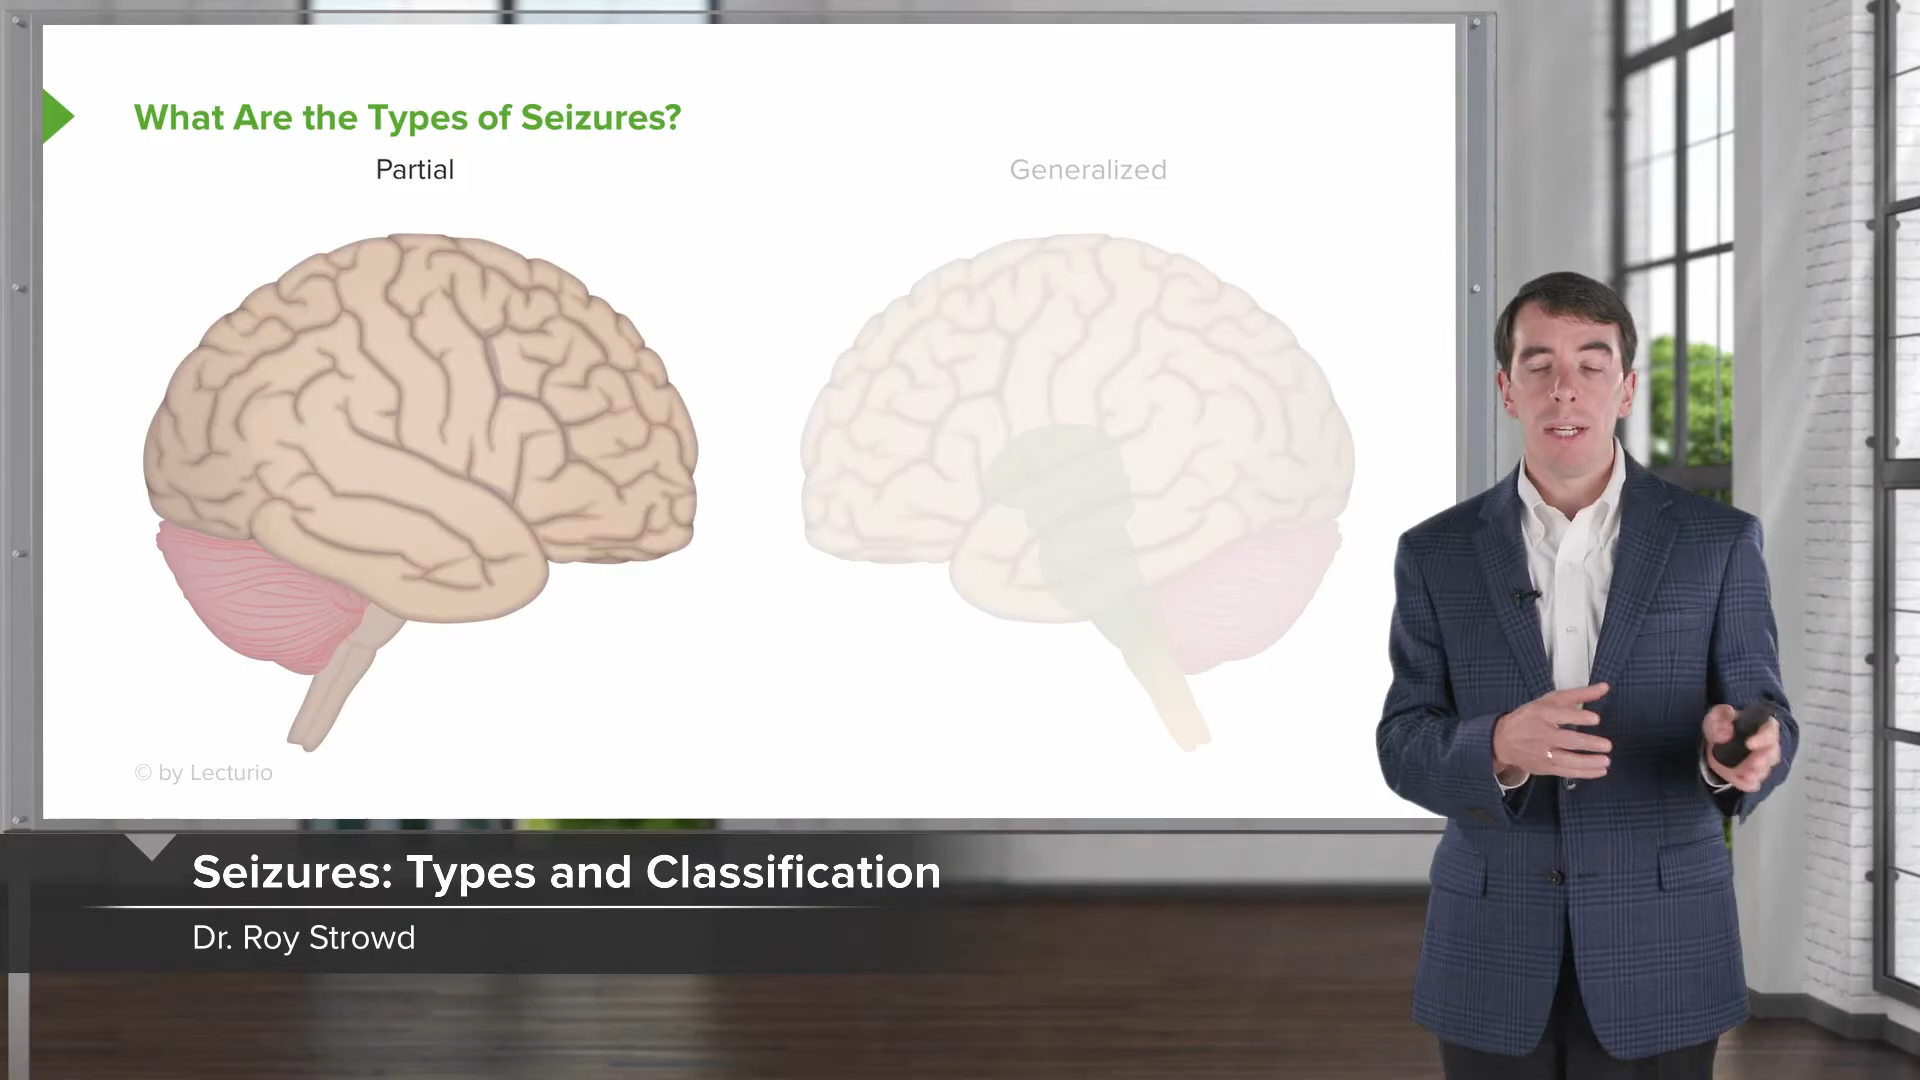 What Are the Types of Seizures?
Partial
Generalized
© by Lecturio
Seizures: Types and Classification
Dr. Roy Strowd